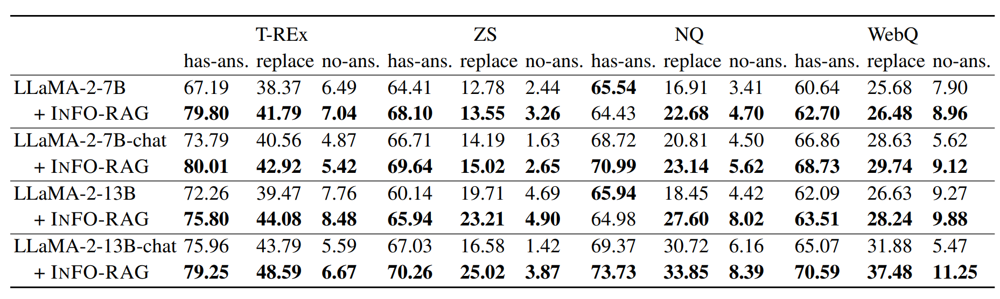 T-REx ZS NQ WebQ
has-ans. replace no-ans. has-ans. replace no-ans. has-ans. replace no-ans. has-ans. replace no-ans.
LLaMA-2-7B 67.19 38.37 6.49 64.41 12.78 2.44 65.54 16.91 3.41 60.64 25.68 7.90
+ INFO-RAG 79.80 41.79 7.04 68.10 13.55 3.26 64.43 22.68 4.70 62.70 26.48 8.96
LLaMA-2-7B-chat 73.79 40.56 4.87 66.71 14.19 1.63 68.72 20.81 4.50 66.86 28.63 5.62
+ INFO-RAG 80.01 42.92 5.42 69.64 15.02 2.65 70.99 23.14 5.62 68.73 29.74 9.12
LLaMA-2-13B 72.26 39.47 7.76 60.14 19.71 4.69 65.94 18.45 4.42 62.09 26.63 9.27
+ INFO-RAG 75.80 44.08 8.48 65.94 23.21 4.90 64.98 27.60 8.02 63.51 28.24 9.88
LLaMA-2-13B-chat 75.96 43.79 5.59 67.03 16.58 1.42 69.37 30.72 6.16 65.07 31.88 5.47
+ INFO-RAG 79.25 48.59 6.67 70.26 25.02 3.87 73.73 33.85 8.39 70.59 37.48 11.25